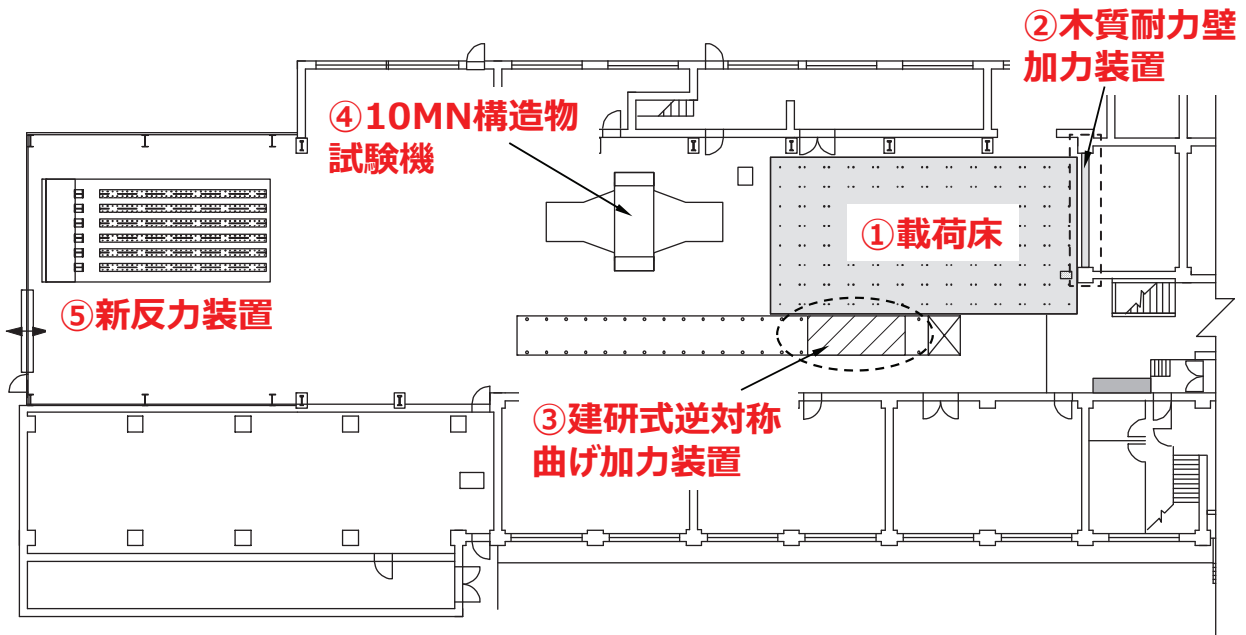 ②木質耐力壁
加力装置
④10MN構造物
試験機
①載荷床
⑤新反力装置
③建研式逆対称
曲げ加力装置